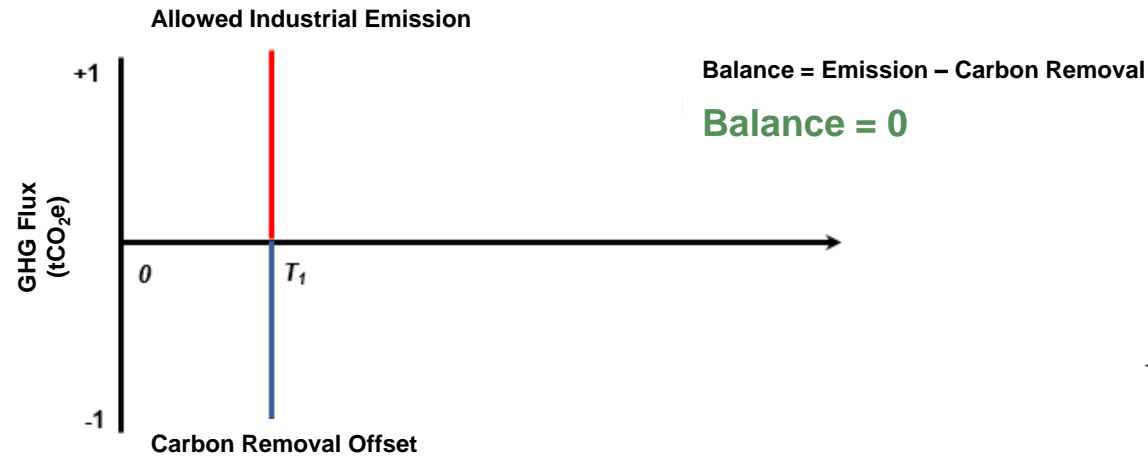 Allowed Industrial Emission
+1
Balance = Emission – Carbon Removal
Balance = 0
GHG Flux
(tCO₂e)
0
T₁
-1
Carbon Removal Offset